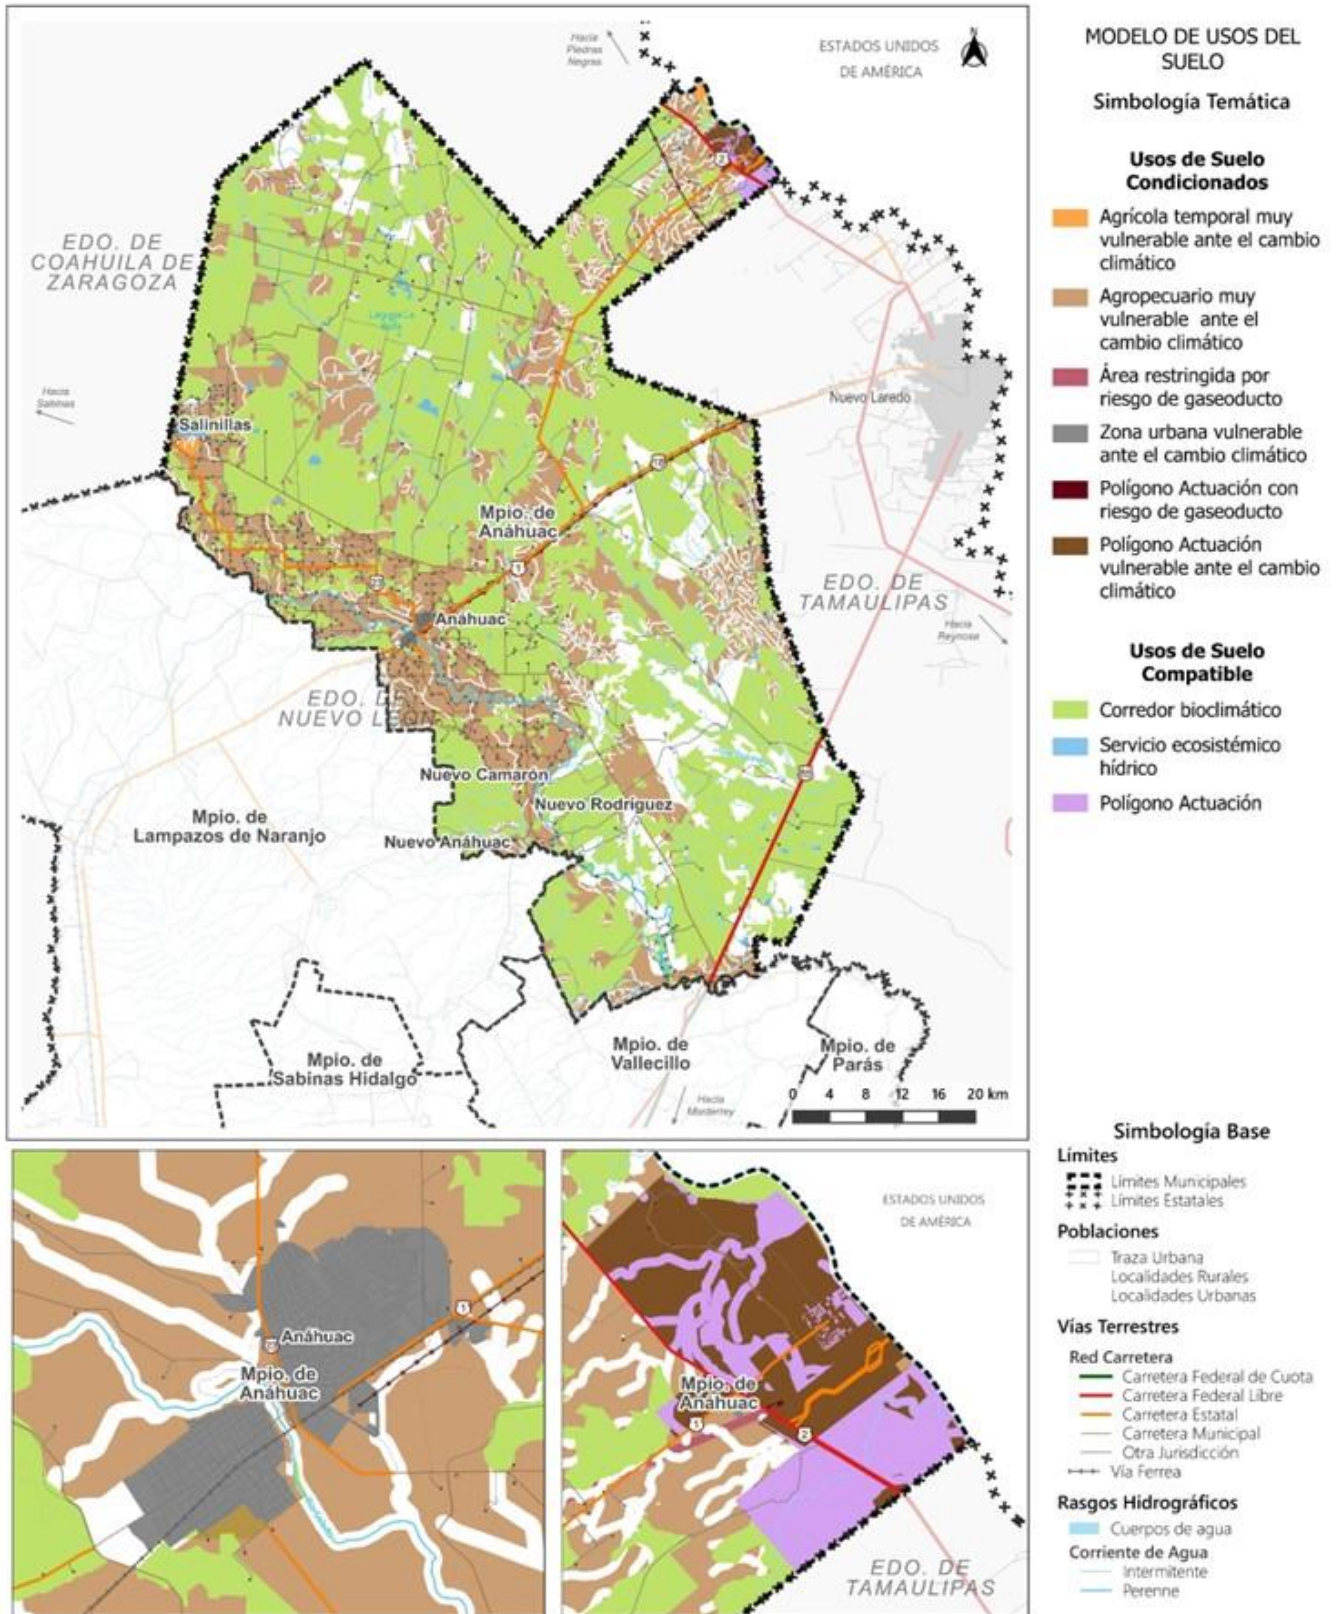 Hacia
Piedras
Negras
ESTADOS UNIDOS
DE AMÉRICA
N
EDO. DE
COAHUILA DE
ZARAGOZA
2
Hacia
Sabinas
Salinillas
Nuevo Laredo
Mpio. de
Anáhuac
1
EDO. DE
TAMAULIPAS
Hacia
Reynosa
Anáhuac
EDO. DE
NUEVO LEÓN
Nuevo Camarón
Nuevo Rodríguez
Nuevo Anáhuac
85
Mpio. de
Lampazos de Naranjo
Mpio. de
Sabinas Hidalgo
Mpio. de
Vallecillo
Mpio. de
Parás
Hacia
Monterrey
0 4 8 12 16 20 km
MODELO DE USOS DEL
SUELO
Simbología Temática
Usos de Suelo
Condicionados
Agrícola temporal muy
vulnerable ante el cambio
climático
Agropecuario muy
vulnerable ante el
cambio climático
Área restringida por
riesgo de gaseoducto
Zona urbana vulnerable
ante el cambio climático
Polígono Actuación con
riesgo de gaseoducto
Polígono Actuación
vulnerable ante el cambio
climático
Usos de Suelo
Compatible
Corredor bioclimático
Servicio ecosistémico
hídrico
Polígono Actuación
Simbología Base
Límites
Límites Municipales
Límites Estatales
Poblaciones
Traza Urbana
Localidades Rurales
Localidades Urbanas
Vías Terrestres
Red Carretera
Carretera Federal de Cuota
Carretera Federal Libre
Carretera Estatal
Carretera Municipal
Otra Jurisdicción
Vía Ferrea
Rasgos Hidrográficos
Cuerpos de agua
Corriente de Agua
Intermitente
Perenne
1
Anáhuac
Mpio. de
Anáhuac
ESTADOS UNIDOS
DE AMÉRICA
Mpio. de
Anáhuac
1
2
EDO. DE
TAMAULIPAS